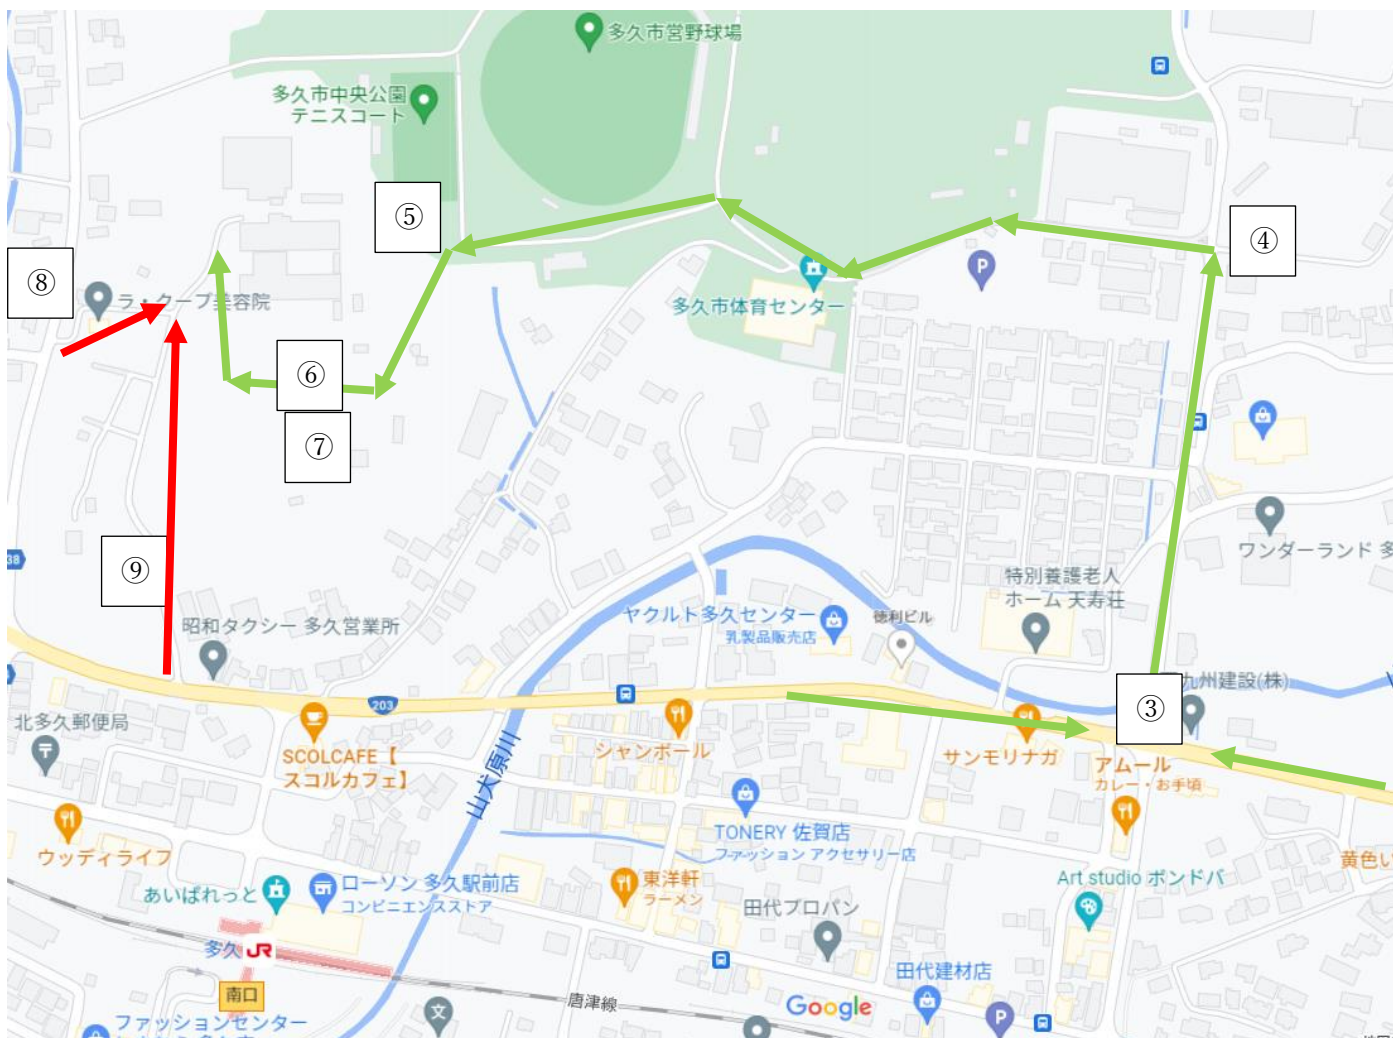 多久市営野球場
多久市中央公園
テニスコート
⑤
④
⑧
ラ・クープ美容院
多久市体育センター
P
⑥
⑦
ワンダーランド 多
38
⑨
特別養護老人
ホーム 天寿荘
ヤクルト多久センター
乳製品販売店
徳利ビル
昭和タクシー 多久営業所
203
九州建設(株)
③
北多久郵便局
SCOLCAFE【
スコルカフェ】
シャンボール
サンモリナガ
アムール
カレー・お手頃
山犬原川
TONERY 佐賀店
ファッション アクセサリー店
ウッディライフ
黄色い
あいぱれっと
ローソン 多久駅前店
コンビニエンスストア
東洋軒
ラーメン
Art studio ボンドバ
田代プロパン
多久 JR
田代建材店
南口
唐津線
Google
文
P
ファッションセンター